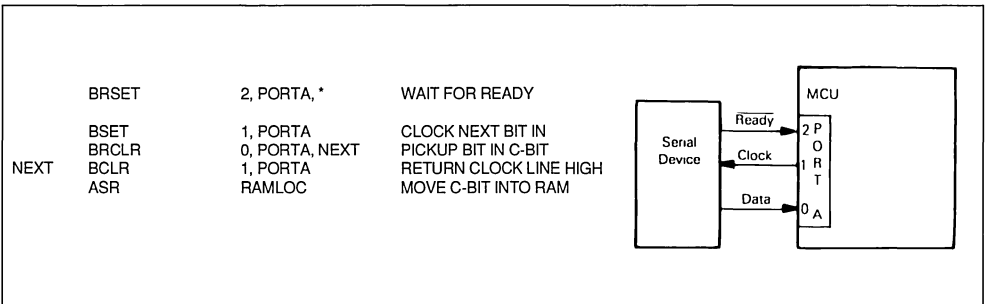 BRSET 2, PORTA, * WAIT FOR READY
BSET 1, PORTA CLOCK NEXT BIT IN
BRCLR 0, PORTA, NEXT PICKUP BIT IN C-BIT
NEXT BCLR 1, PORTA RETURN CLOCK LINE HIGH
ASR RAMLOC MOVE C-BIT INTO RAM
Serial Device
Ready
Clock
Data
MCU
2
1
0
PORT A